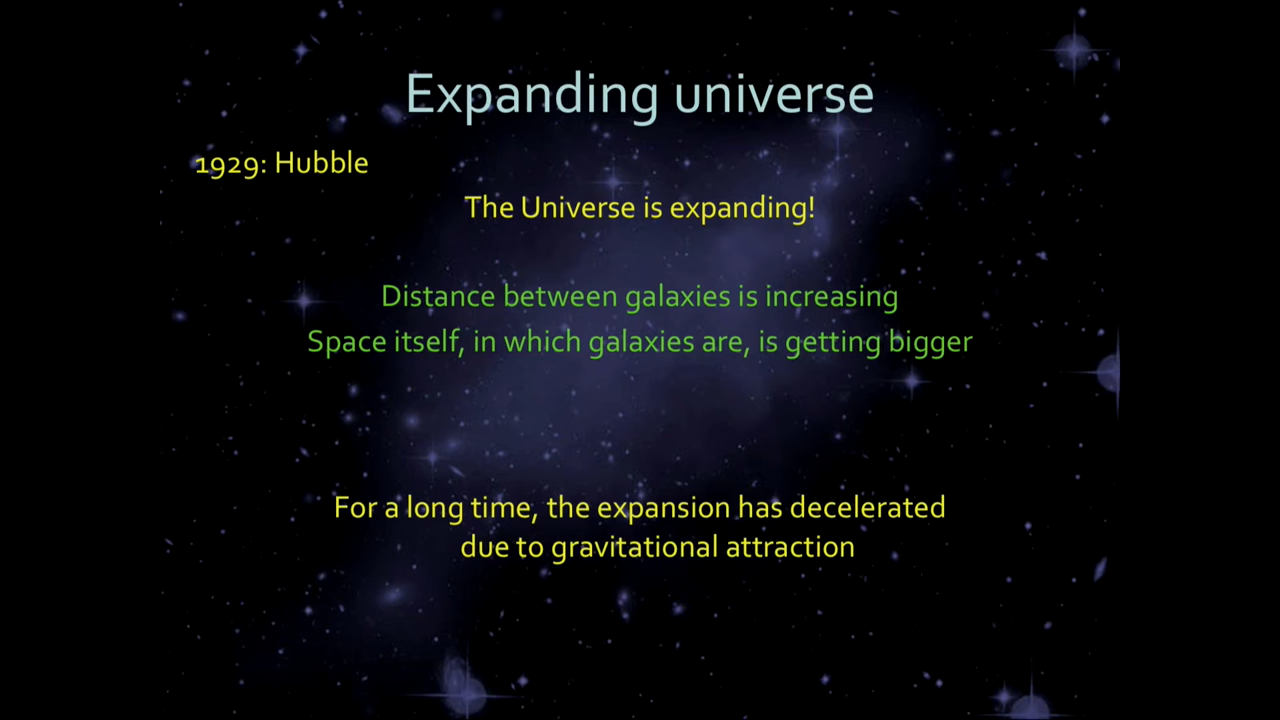 Expanding universe
1929: Hubble
The Universe is expanding!
Distance between galaxies is increasing
Space itself, in which galaxies are, is getting bigger
For a long time, the expansion has decelerated
due to gravitational attraction